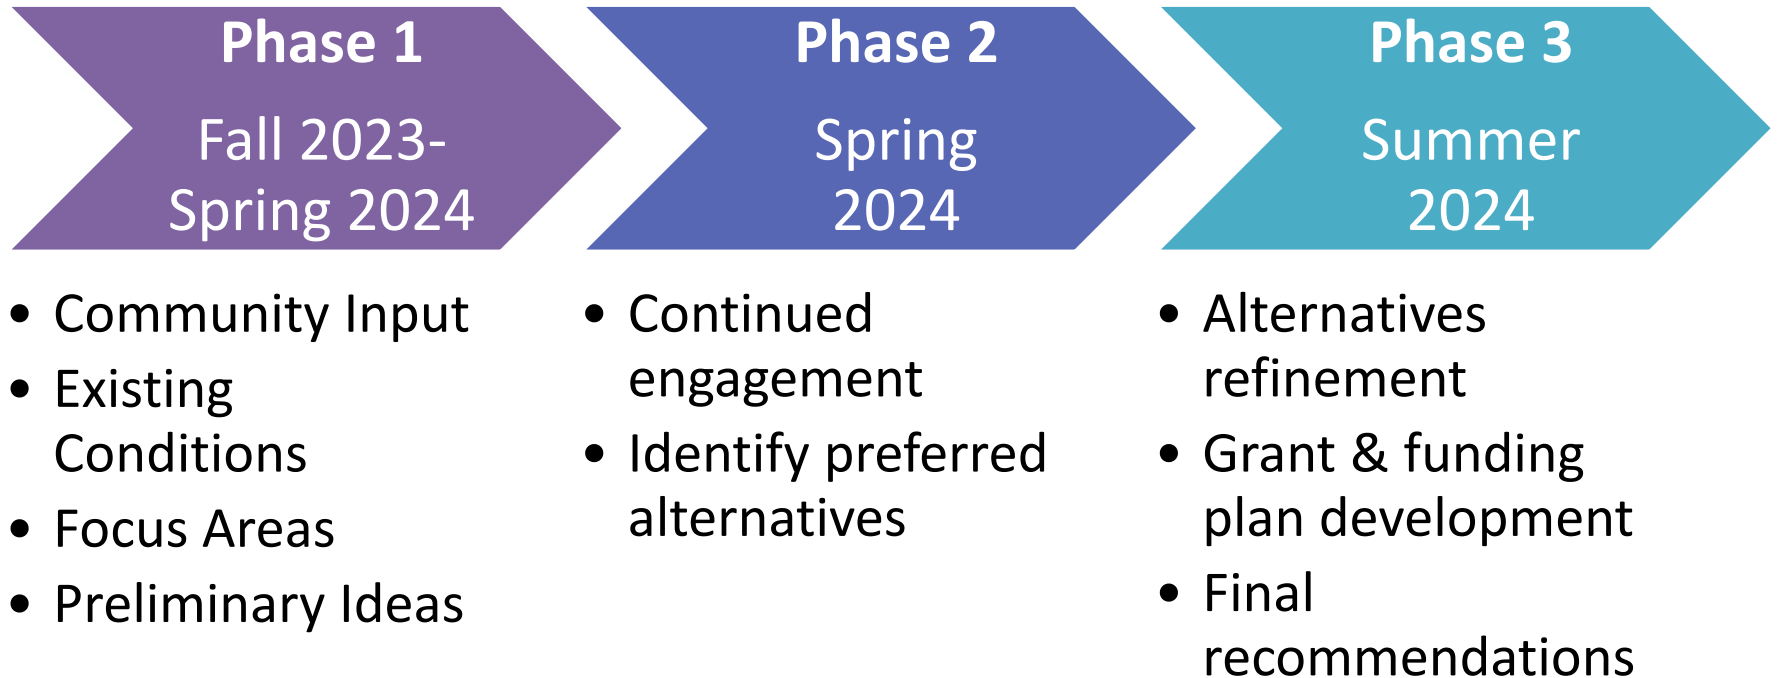 Phase 1
Fall 2023-
Spring 2024
• Community Input
• Existing
Conditions
• Focus Areas
• Preliminary Ideas
Phase 2
Spring
2024
• Continued
engagement
• Identify preferred
alternatives
Phase 3
Summer
2024
• Alternatives
refinement
• Grant & funding
plan development
• Final
recommendations